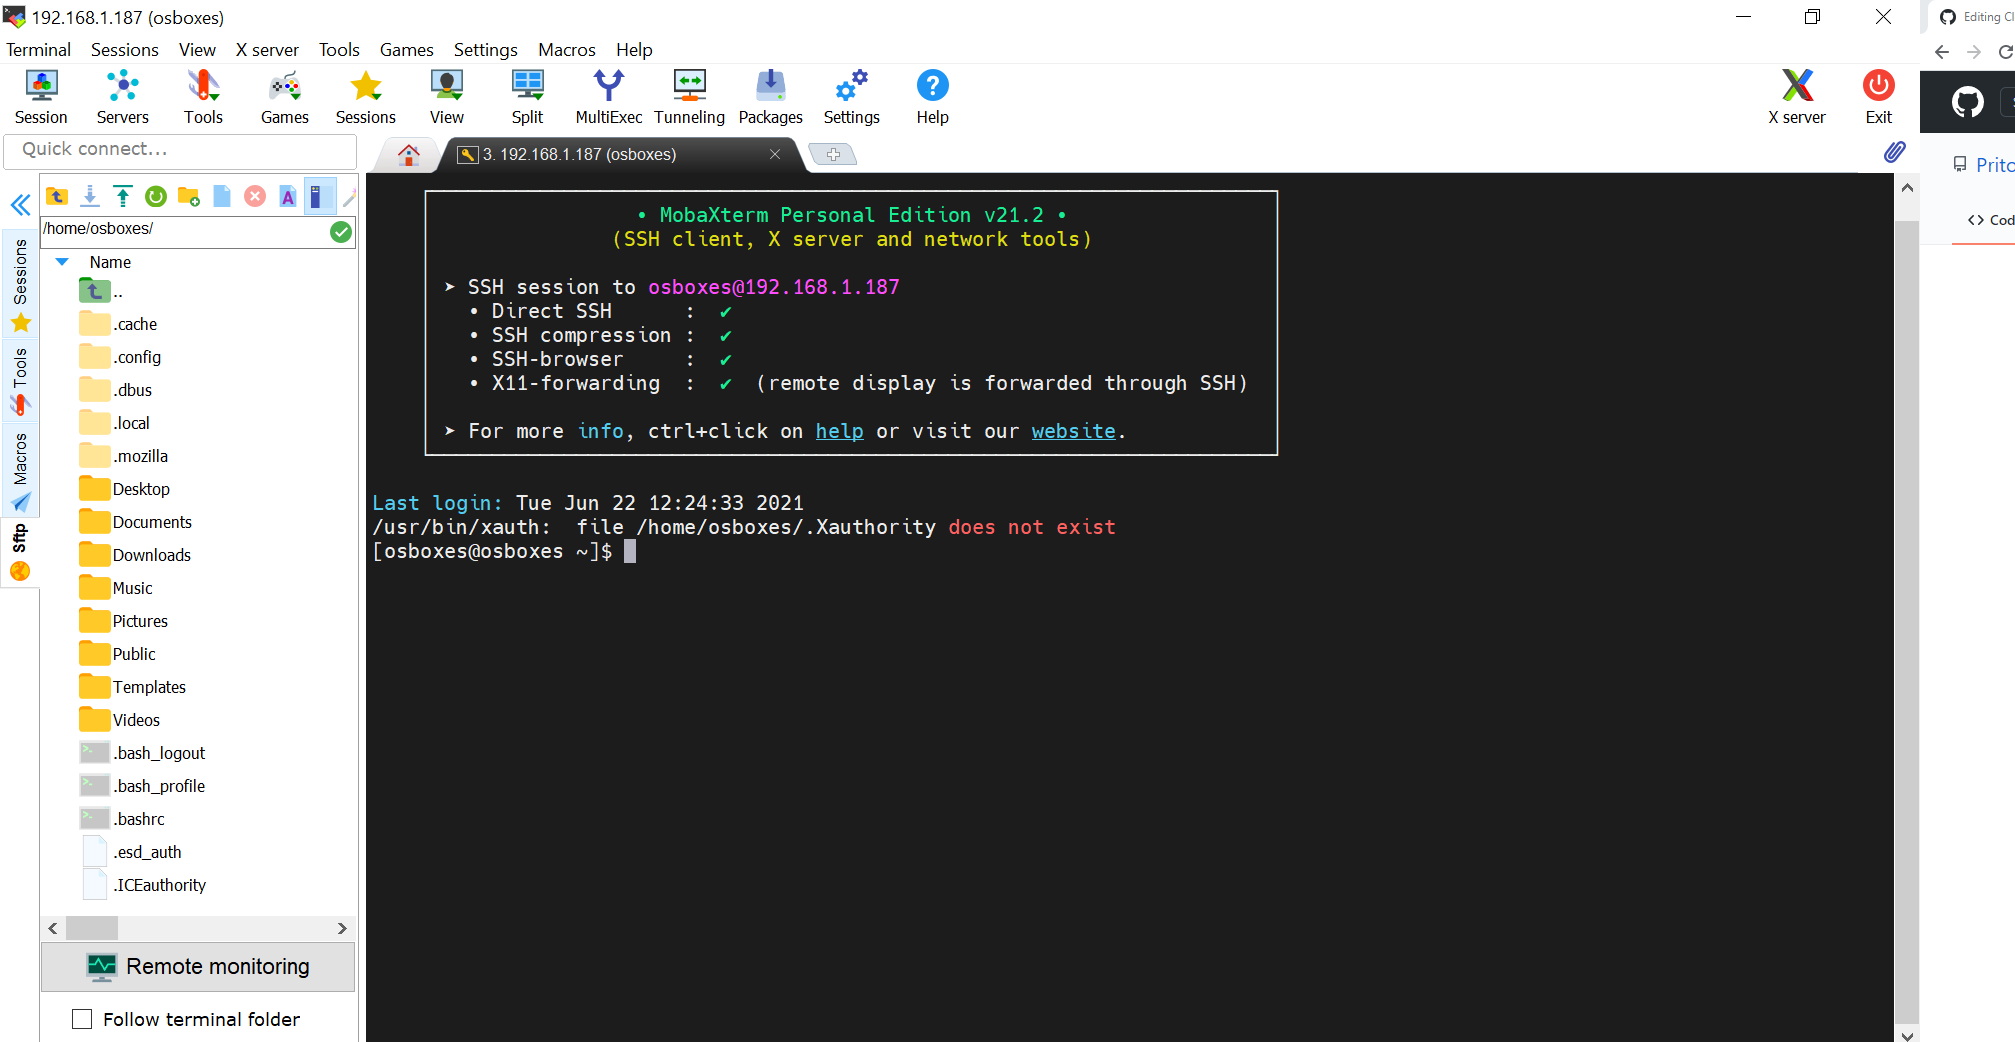 192.168.1.187 (osboxes)
Editing Cl
Terminal Sessions View X server Tools Games Settings Macros Help
Session Servers Tools Games Sessions View Split MultiExec Tunneling Packages Settings Help X server Exit
Quick connect...
3. 192.168.1.187 (osboxes)
Prito
<> Cod
Sessions
Tools
Macros
Sftp
/home/osboxes/
Name
..
.cache
.config
.dbus
.local
.mozilla
Desktop
Documents
Downloads
Music
Pictures
Public
Templates
Videos
.bash_logout
.bash_profile
.bashrc
.esd_auth
.ICEauthority
Remote monitoring
Follow terminal folder
• MobaXterm Personal Edition v21.2 •
(SSH client, X server and network tools)
➤ SSH session to osboxes@192.168.1.187
• Direct SSH : ✔
• SSH compression : ✔
• SSH-browser : ✔
• X11-forwarding : ✔ (remote display is forwarded through SSH)
➤ For more info, ctrl+click on help or visit our website.
Last login: Tue Jun 22 12:24:33 2021
/usr/bin/xauth: file /home/osboxes/.Xauthority does not exist
[osboxes@osboxes ~]$